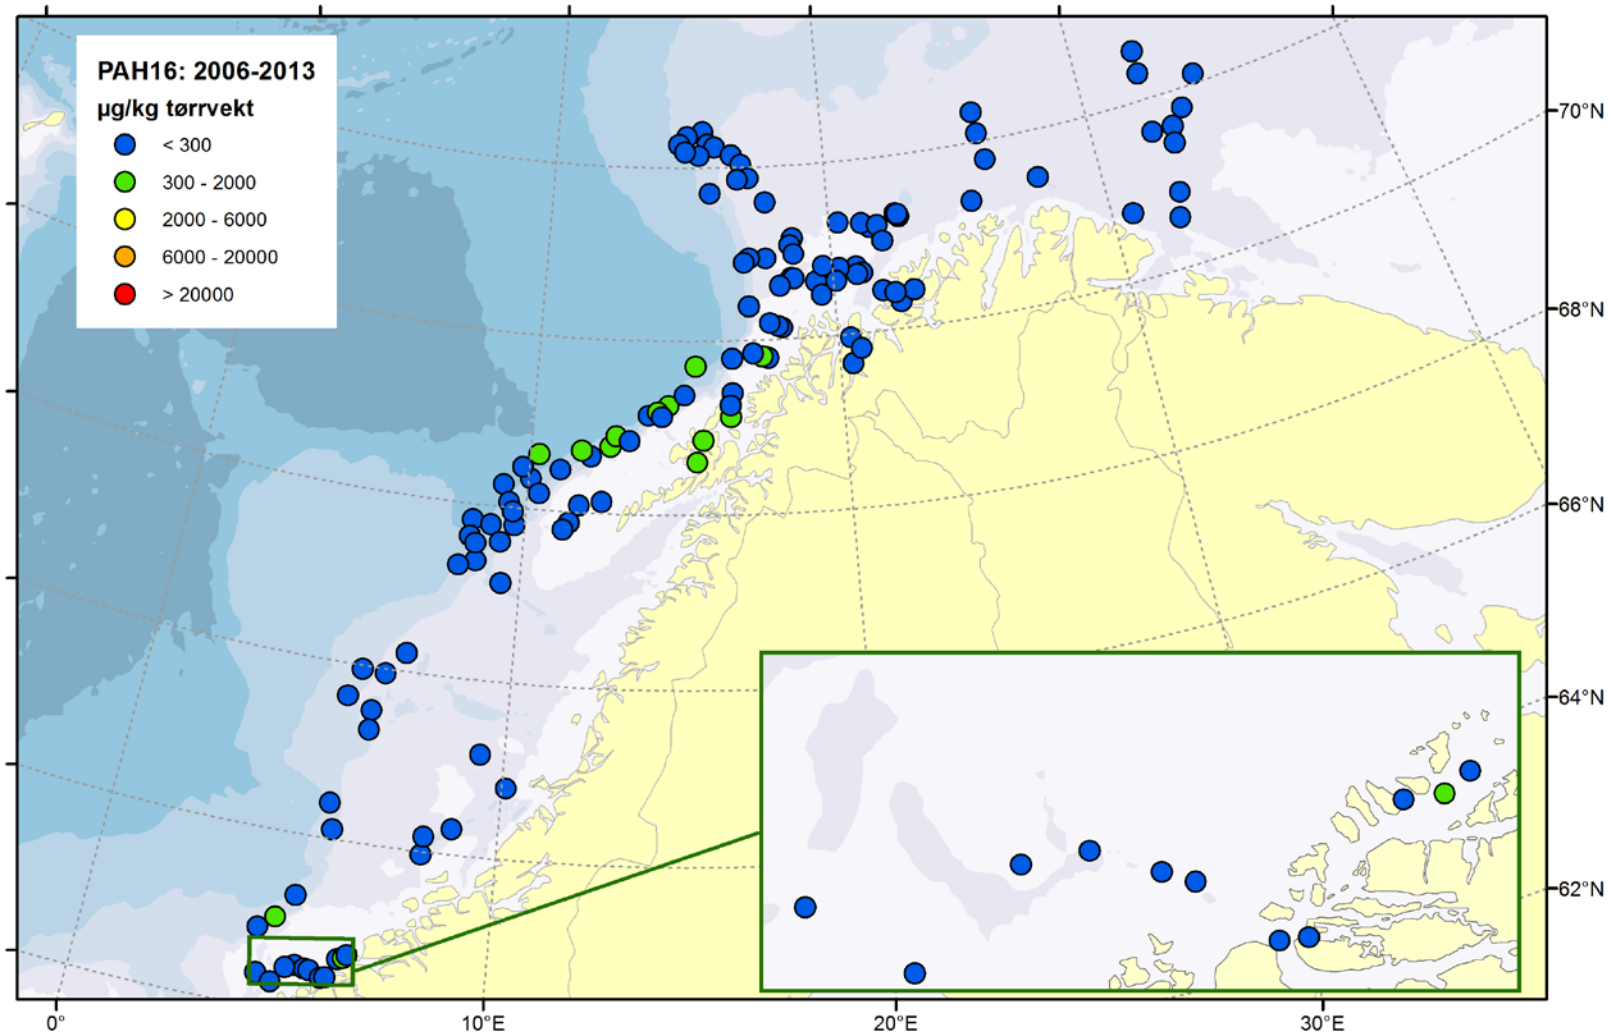 PAH16: 2006-2013
µg/kg tørrvekt
< 300
300 - 2000
2000 - 6000
6000 - 20000
> 20000
70°N
68°N
66°N
64°N
62°N
0°
10°E
20°E
30°E